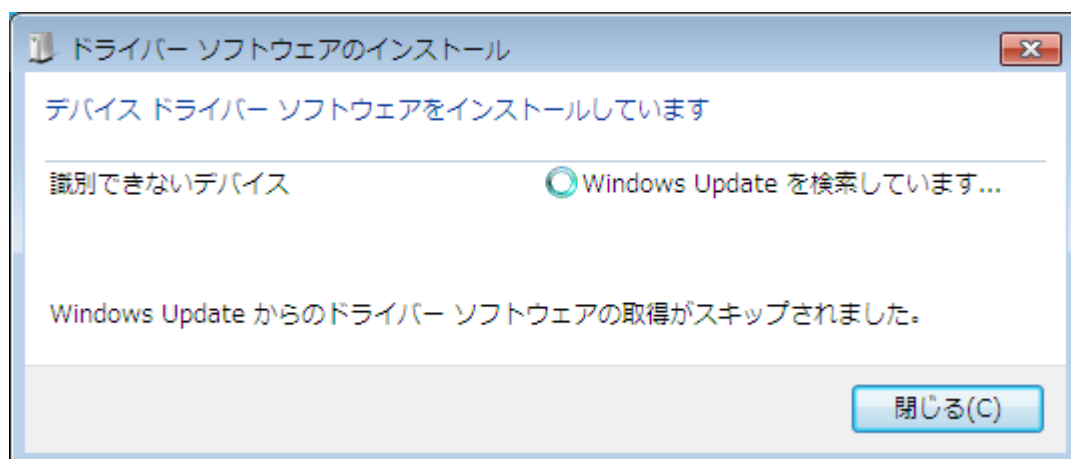 ドライバー ソフトウェアのインストール
デバイス ドライバー ソフトウェアをインストールしています
識別できないデバイス
Windows Update を検索しています...
Windows Update からのドライバー ソフトウェアの取得がスキップされました。
閉じる(C)